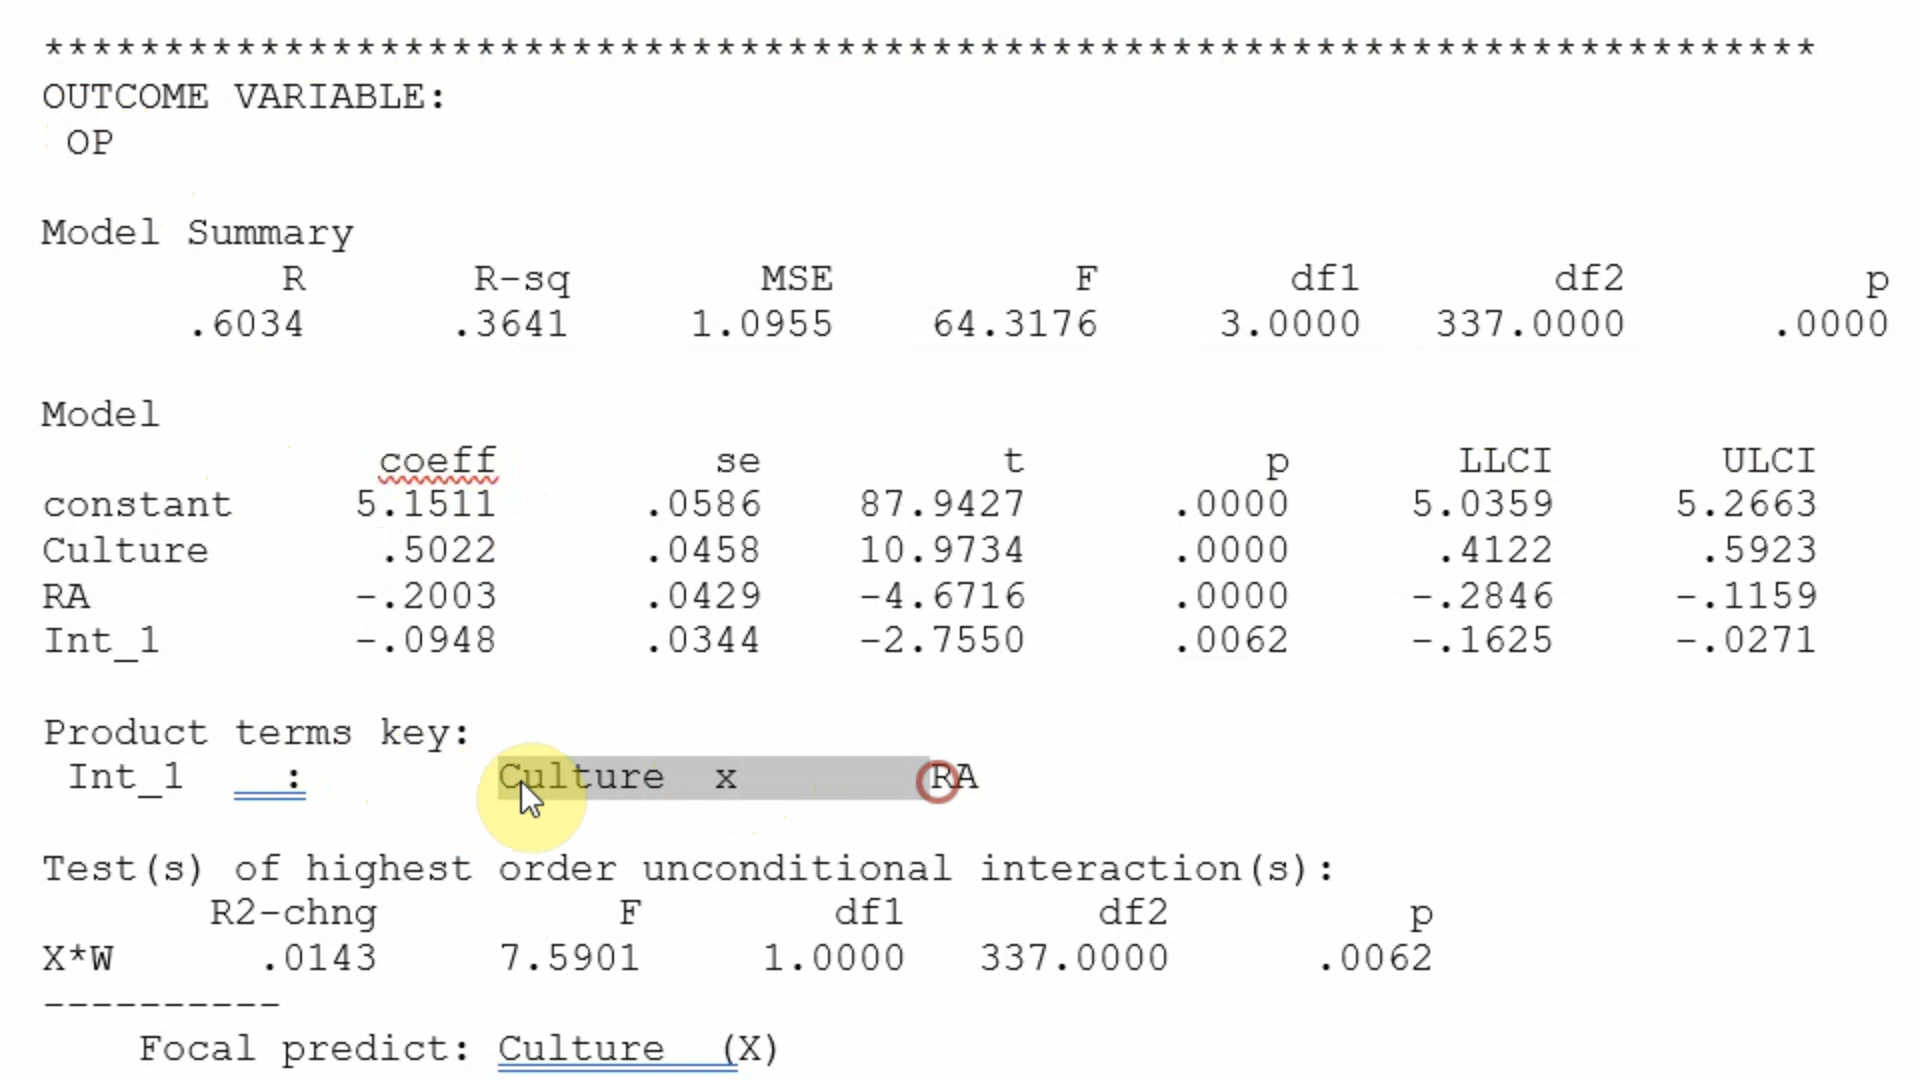 ******************************************************************************
OUTCOME VARIABLE:
OP
Model Summary
R R-sq MSE F df1 df2 p
.6034 .3641 1.0955 64.3176 3.0000 337.0000 .0000
Model
coeff se t p LLCI ULCI
constant 5.1511 .0586 87.9427 .0000 5.0359 5.2663
Culture .5022 .0458 10.9734 .0000 .4122 .5923
RA -.2003 .0429 -4.6716 .0000 -.2846 -.1159
Int_1 -.0948 .0344 -2.7550 .0062 -.1625 -.0271
Product terms key:
Int_1 : Culture x RA
Test(s) of highest order unconditional interaction(s):
R2-chng F df1 df2 p
X*W .0143 7.5901 1.0000 337.0000 .0062
----------
Focal predict: Culture (X)